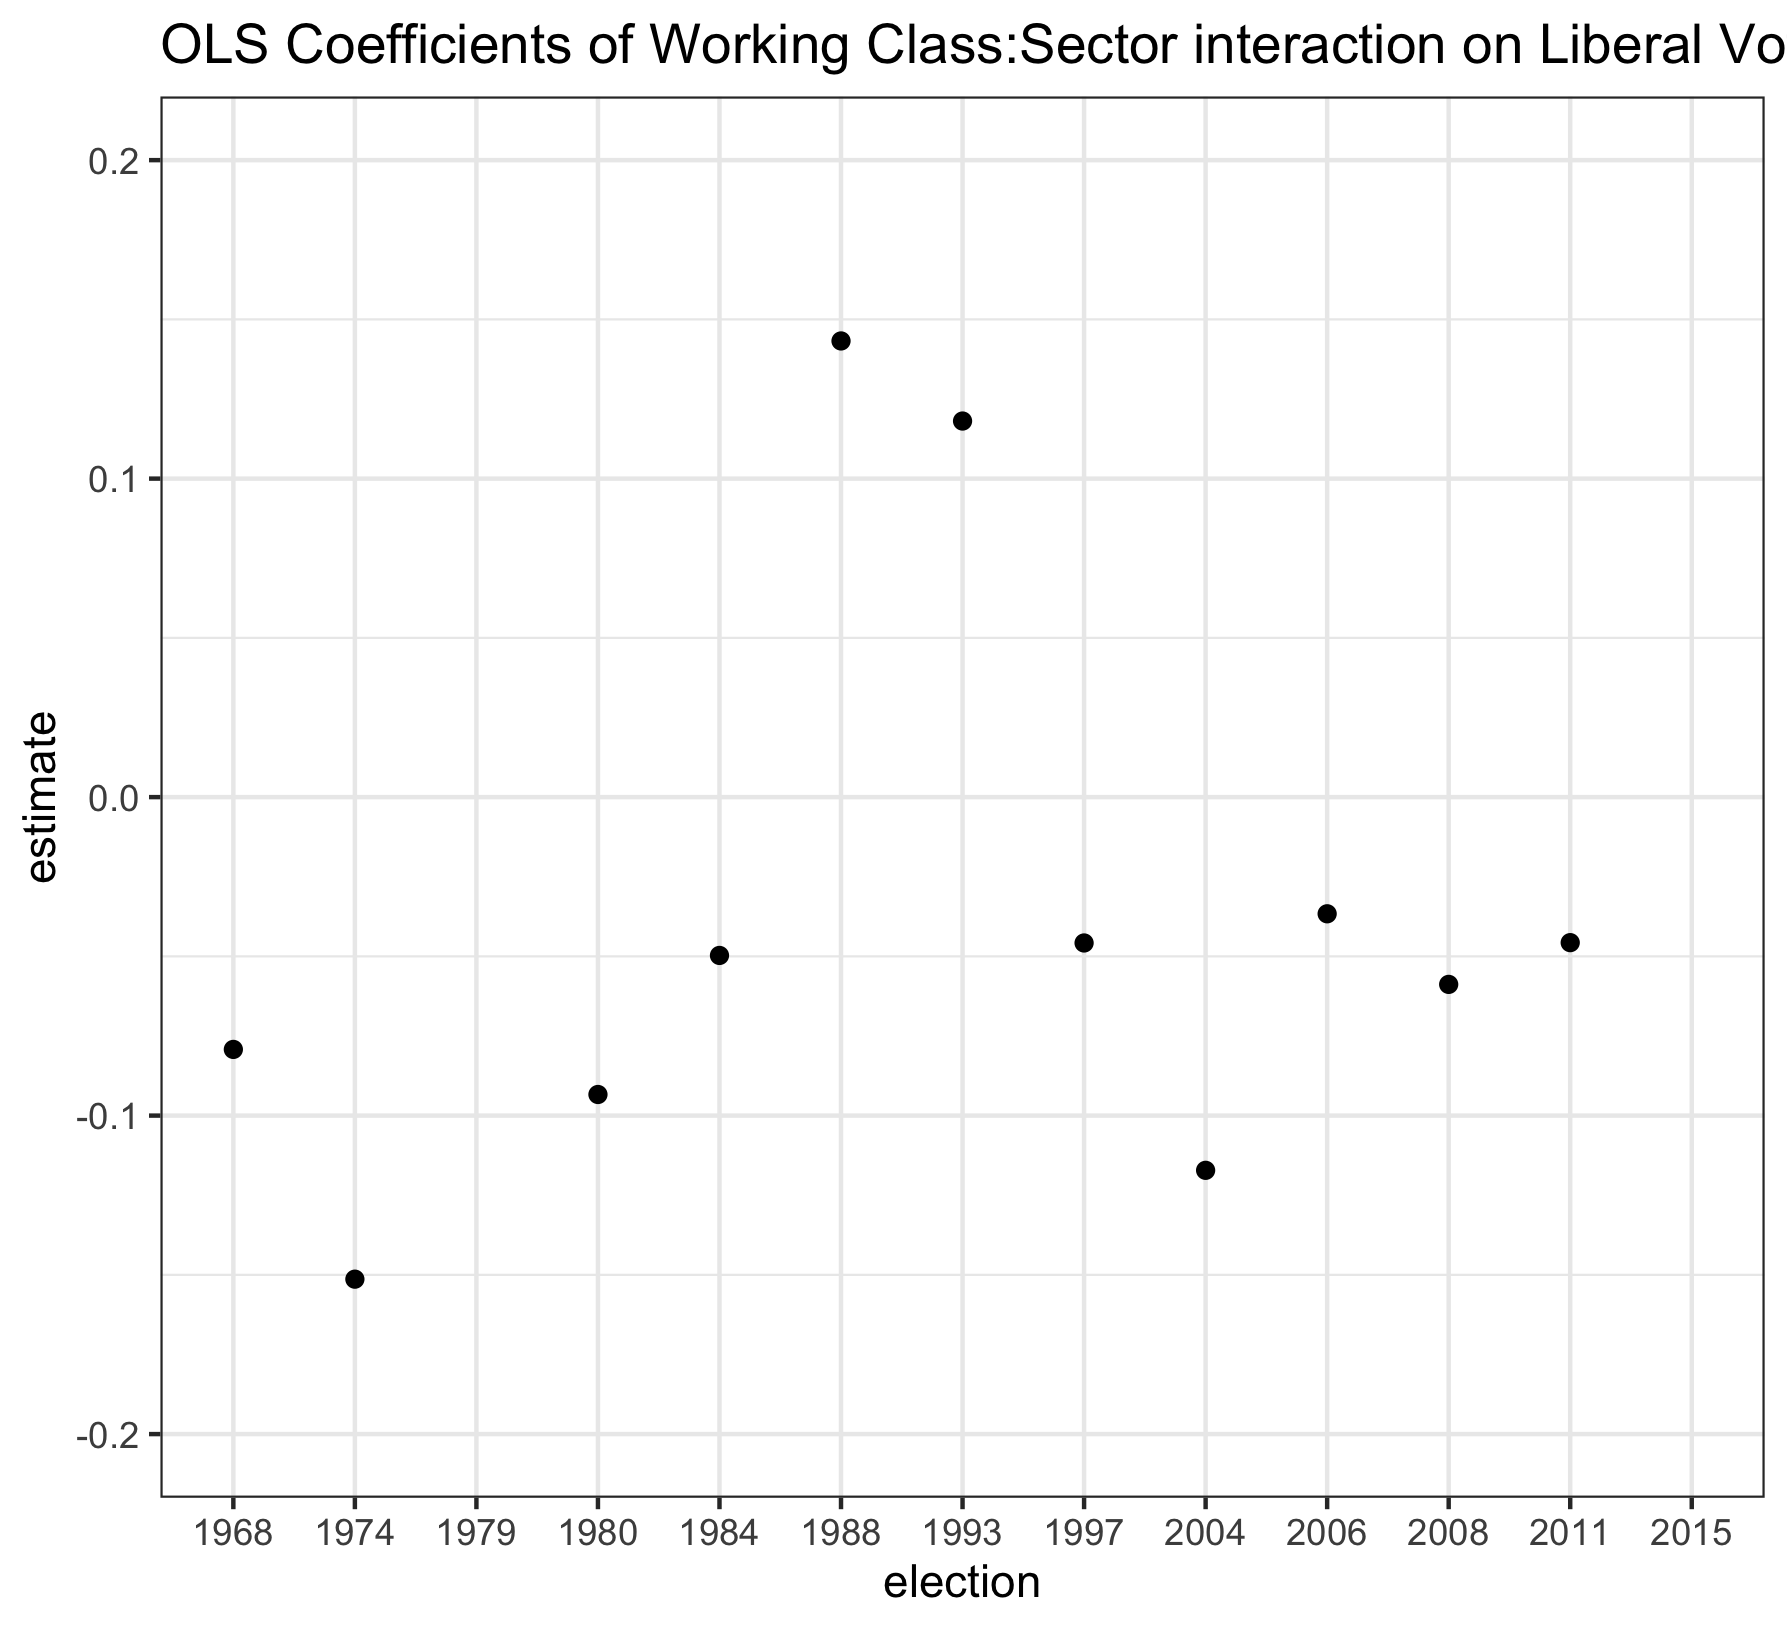 OLS Coefficients of Working Class:Sector interaction on Liberal Vo
0.2
0.1
0.0
-0.1
-0.2
estimate
1968 1974 1979 1980 1984 1988 1993 1997 2004 2006 2008 2011 2015
election